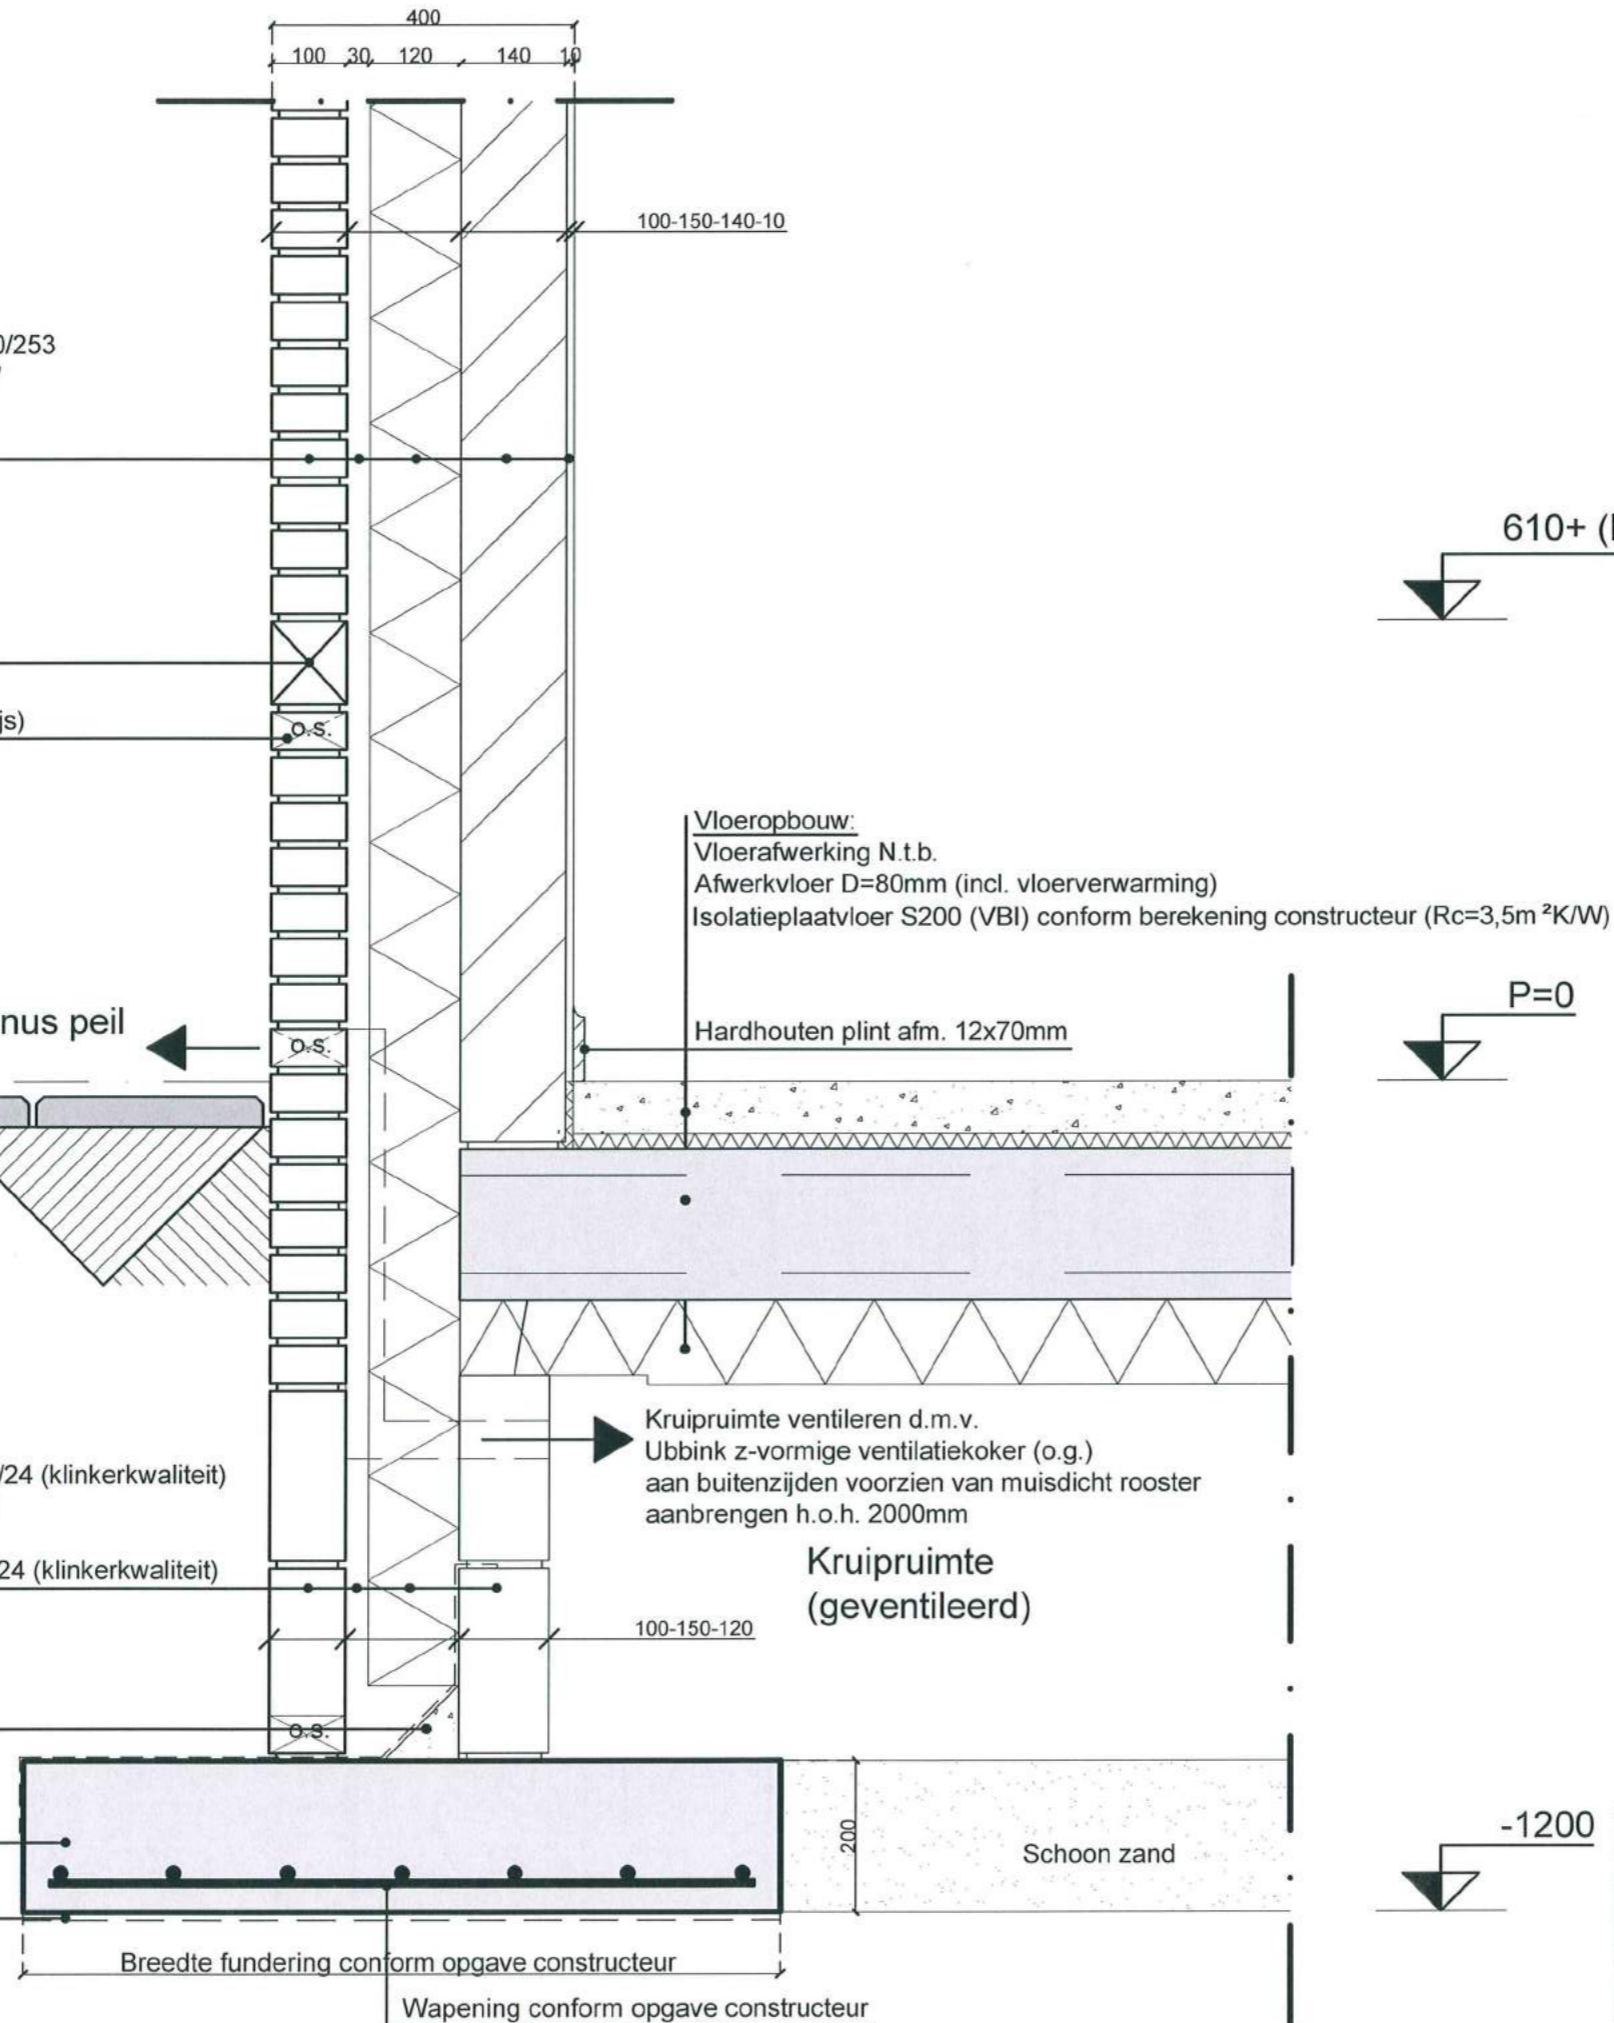 400
100 30 120 140 10
100-150-140-10
0/253
610+ (
js)
o.s.
Vloeropbouw:
Vloerafwerking N.t.b.
Afwerkvloer D=80mm (incl. vloerverwarming)
Isolatieplaatvloer S200 (VBI) conform berekening constructeur (Rc=3,5m²K/W)
P=0
nus peil
o.s.
Hardhouten plint afm. 12x70mm
Kruipruimte ventileren d.m.v.
Ubbink z-vormige ventilatiekoker (o.g.)
aan buitenzijden voorzien van muisdicht rooster
aanbrengen h.o.h. 2000mm
/24 (klinkerkwaliteit)
24 (klinkerkwaliteit)
Kruipruimte
(geventileerd)
100-150-120
o.s.
200
Schoon zand
-1200
Breedte fundering conform opgave constructeur
Wapening conform opgave constructeur